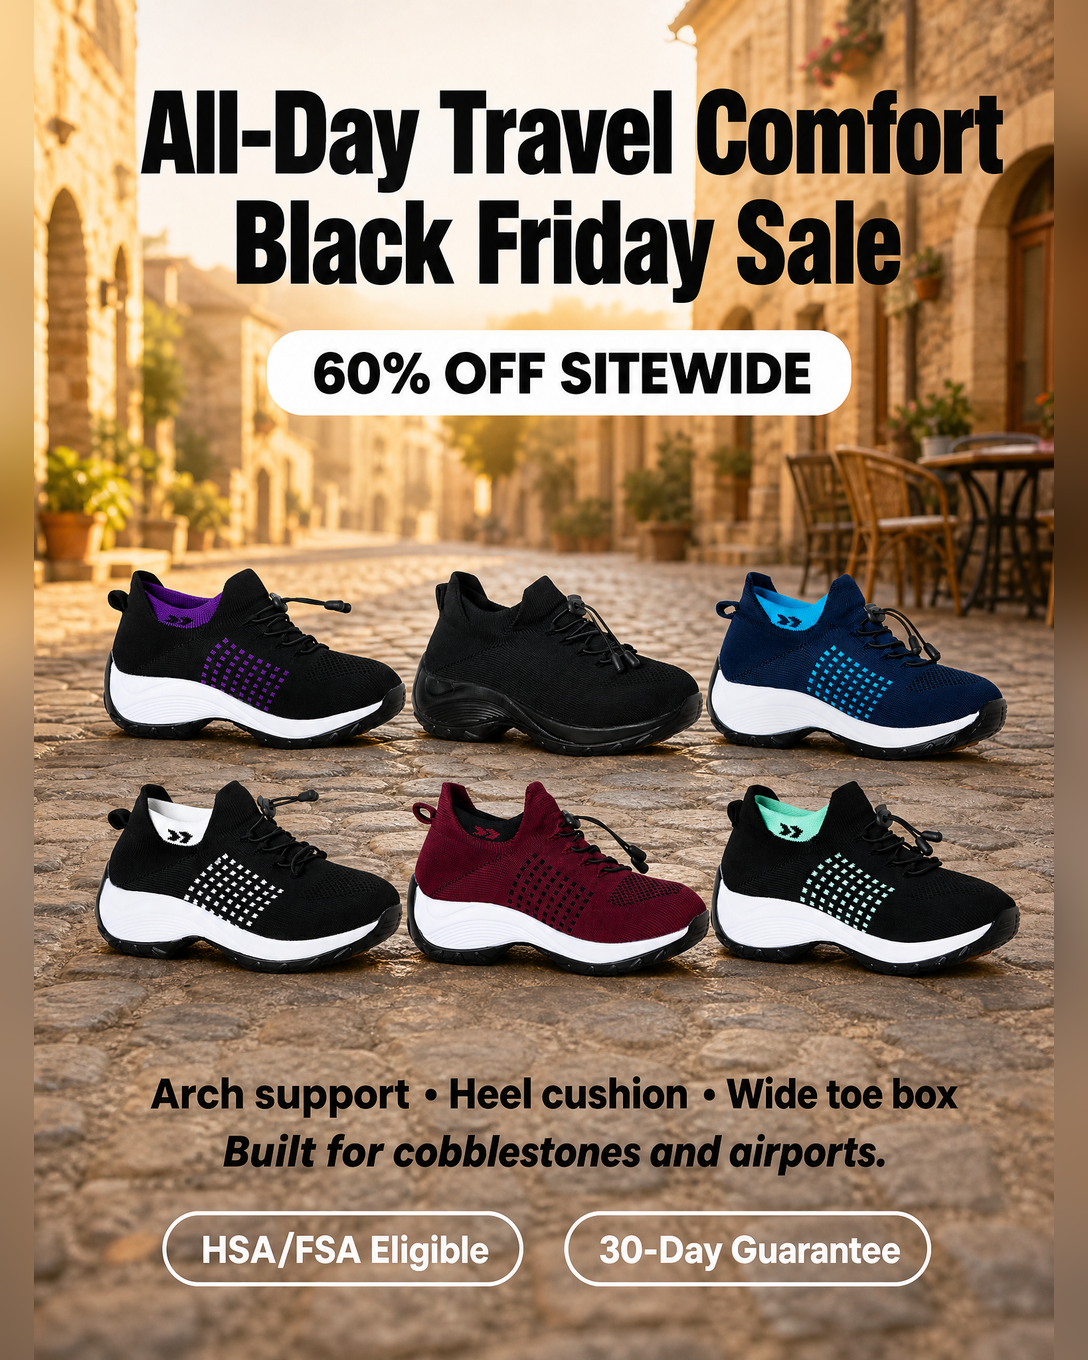 All-Day Travel Comfort
Black Friday Sale
60% OFF SITEWIDE
Arch support • Heel cushion • Wide toe box
Built for cobblestones and airports.
HSA/FSA Eligible
30-Day Guarantee